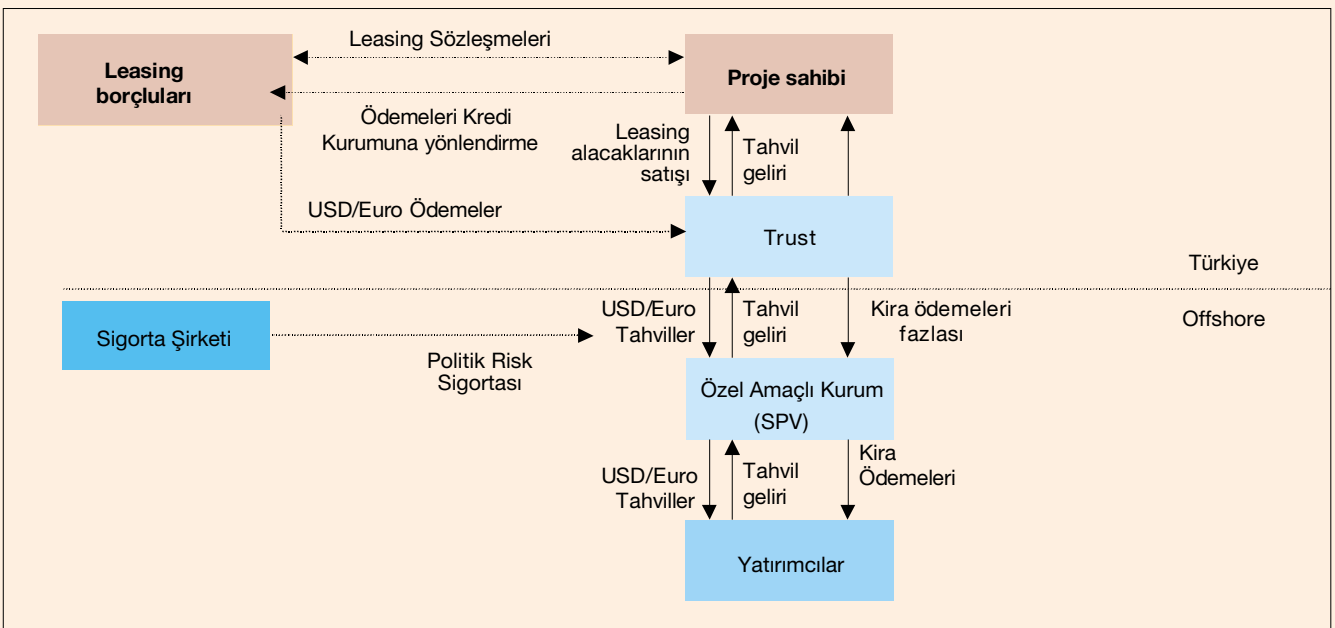 Leasing Sözleşmeleri
Leasing
borçluları
Proje sahibi
Ödemeleri Kredi
Kurumuna yönlendirme
Leasing
alacaklarının
satışı
Tahvil
geliri
USD/Euro Ödemeler
Trust
Türkiye
Offshore
Sigorta Şirketi
Politik Risk
Sigortası
USD/Euro
Tahviller
Tahvil
geliri
Kira ödemeleri
fazlası
Özel Amaçlı Kurum
(SPV)
USD/Euro
Tahviller
Tahvil
geliri
Kira
Ödemeleri
Yatırımcılar